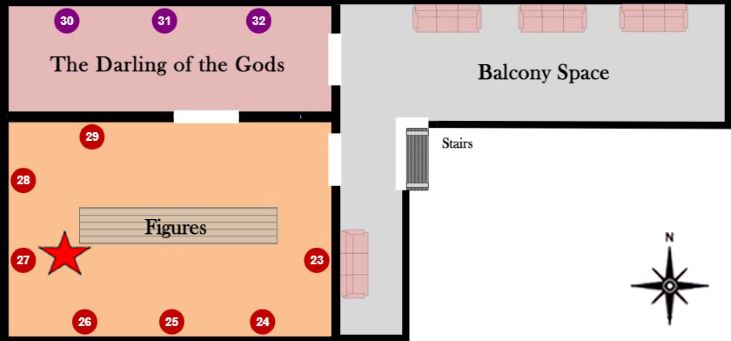 30
31
32
The Darling of the Gods
Balcony Space
29
Stairs
28
Figures
27
23
26
25
24
N